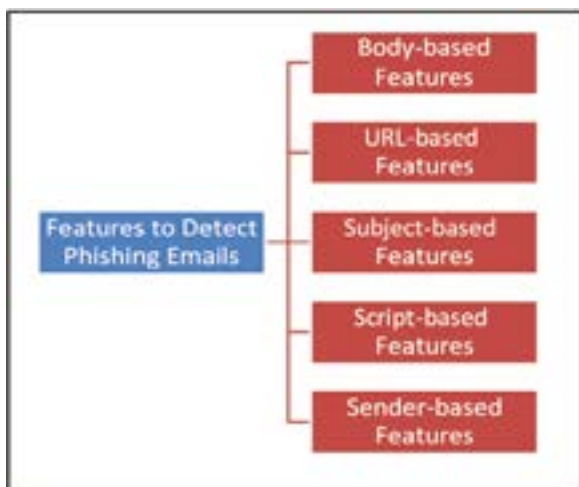 Body-based
Features
URL-based
Features
Features to Detect
Phishing Emails
Subject-based
Features
Script-based
Features
Sender-based
Features